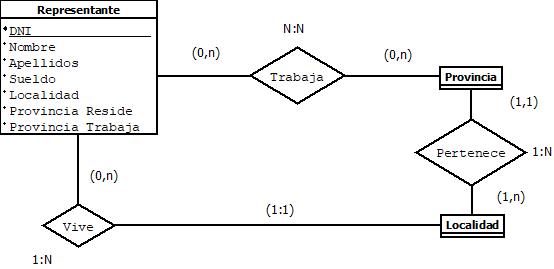 Representante
DNI
Nombre
Apellidos
Sueldo
Localidad
Provincia Reside
Provincia Trabaja
N:N
(0,n)
Trabaja
(0,n)
Provincia
(1,1)
Pertenece
1:N
(1,n)
Localidad
(0,n)
(1:1)
Vive
1:N